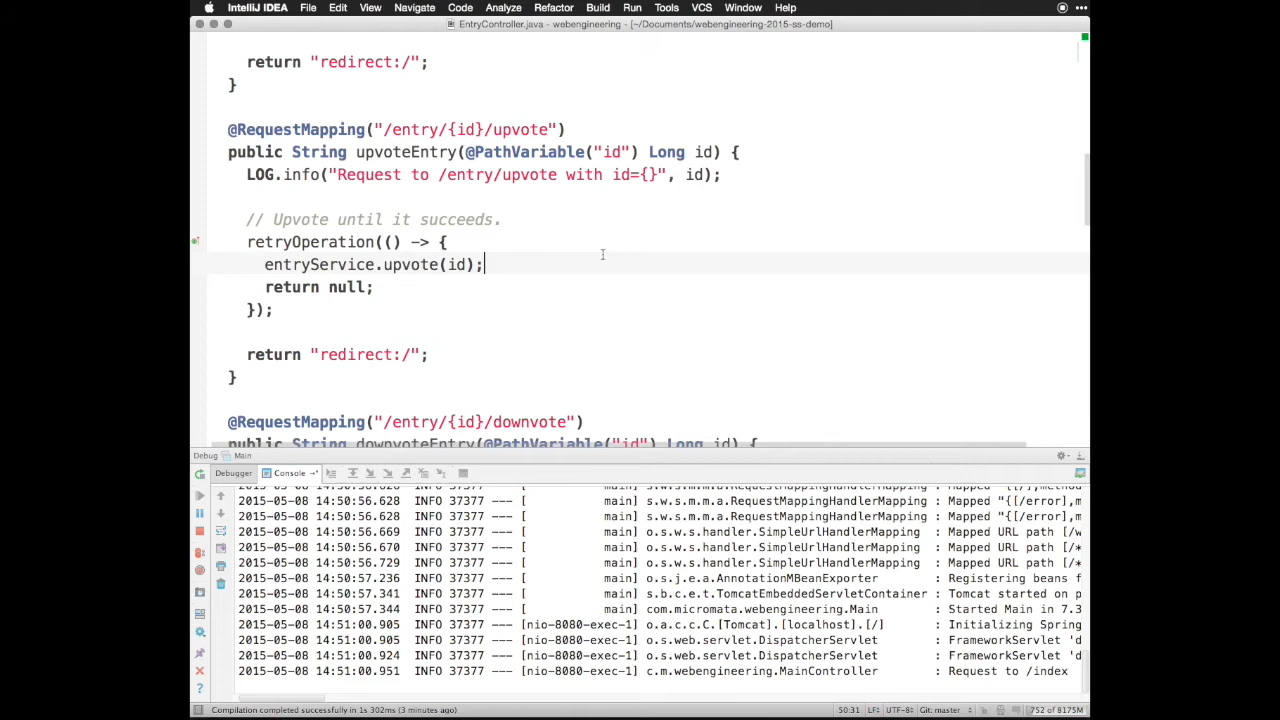 IntelliJ IDEA File Edit View Navigate Code Analyze Refactor Build Run Tools VCS Window Help
EntryController.java - webengineering - [~/Documents/webengineering-2015-ss-demo]
return "redirect:/";
}
@RequestMapping("/entry/{id}/upvote")
public String upvoteEntry(@PathVariable("id") Long id) {
LOG.info("Request to /entry/upvote with id={}", id);
// Upvote until it succeeds.
retryOperation(() -> {
entryService.upvote(id);
return null;
});
return "redirect:/";
}
@RequestMapping("/entry/{id}/downvote")
public String downvoteEntry(@PathVariable("id") Long id) {
Debug Main
Debugger Console
2015-05-08 14:50:56.628 INFO 37377 --- [ main] s.w.s.m.m.a.RequestMappingHandlerMapping : Mapped "{[/error],m
2015-05-08 14:50:56.628 INFO 37377 --- [ main] s.w.s.m.m.a.RequestMappingHandlerMapping : Mapped "{[/error],m
2015-05-08 14:50:56.669 INFO 37377 --- [ main] o.s.w.s.handler.SimpleUrlHandlerMapping : Mapped URL path [/w
2015-05-08 14:50:56.670 INFO 37377 --- [ main] o.s.w.s.handler.SimpleUrlHandlerMapping : Mapped URL path [/*
2015-05-08 14:50:56.729 INFO 37377 --- [ main] o.s.w.s.handler.SimpleUrlHandlerMapping : Mapped URL path [/*
2015-05-08 14:50:57.236 INFO 37377 --- [ main] o.s.j.e.a.AnnotationMBeanExporter : Registering beans f
2015-05-08 14:50:57.341 INFO 37377 --- [ main] s.b.c.e.t.TomcatEmbeddedServletContainer : Tomcat started on p
2015-05-08 14:50:57.344 INFO 37377 --- [ main] com.micromata.webengineering.Main : Started Main in 7.3
2015-05-08 14:51:00.905 INFO 37377 --- [nio-8080-exec-1] o.a.c.c.C.[Tomcat].[localhost].[/] : Initializing Spring
2015-05-08 14:51:00.905 INFO 37377 --- [nio-8080-exec-1] o.s.web.servlet.DispatcherServlet : FrameworkServlet 'd
2015-05-08 14:51:00.924 INFO 37377 --- [nio-8080-exec-1] o.s.web.servlet.DispatcherServlet : FrameworkServlet 'd
2015-05-08 14:51:00.951 INFO 37377 --- [nio-8080-exec-1] c.m.webengineering.MainController : Request to /index
Compilation completed successfully in 1s 302ms (3 minutes ago) 50:31 LF UTF-8 Git: master 752 of 8175M